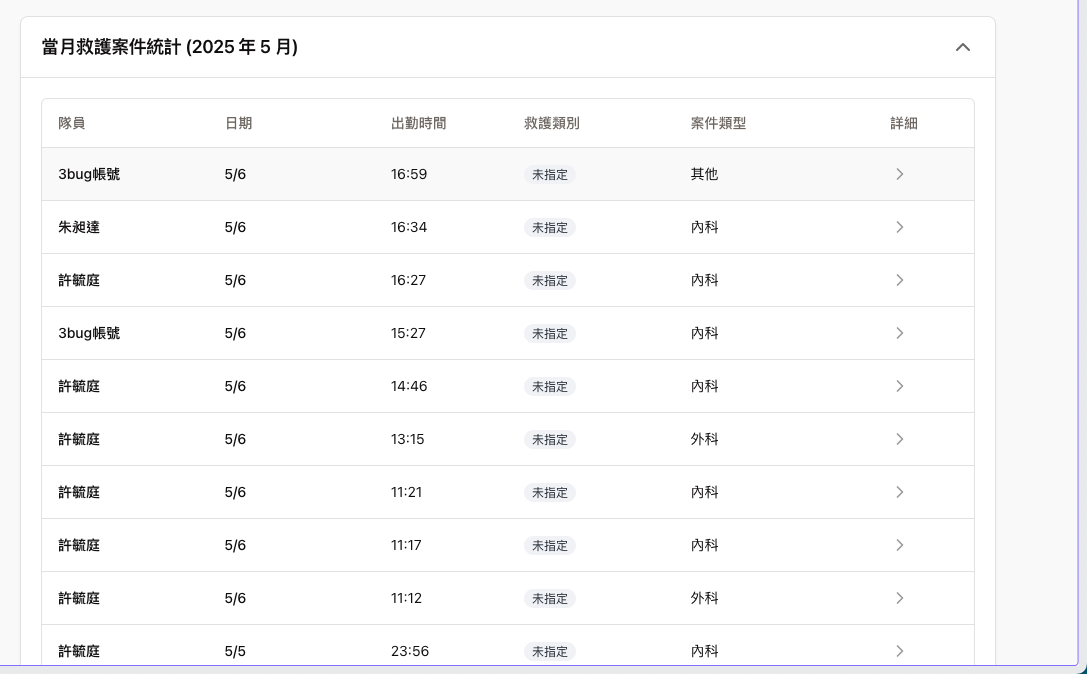 當月救護案件統計 (2025 年 5 月)
隊員 日期 出勤時間 救護類別 案件類型 詳細
3bug帳號 5/6 16:59 未指定 其他
朱昶達 5/6 16:34 未指定 內科
許毓庭 5/6 16:27 未指定 內科
3bug帳號 5/6 15:27 未指定 內科
許毓庭 5/6 14:46 未指定 內科
許毓庭 5/6 13:15 未指定 外科
許毓庭 5/6 11:21 未指定 內科
許毓庭 5/6 11:17 未指定 內科
許毓庭 5/6 11:12 未指定 外科
許毓庭 5/5 23:56 未指定 內科